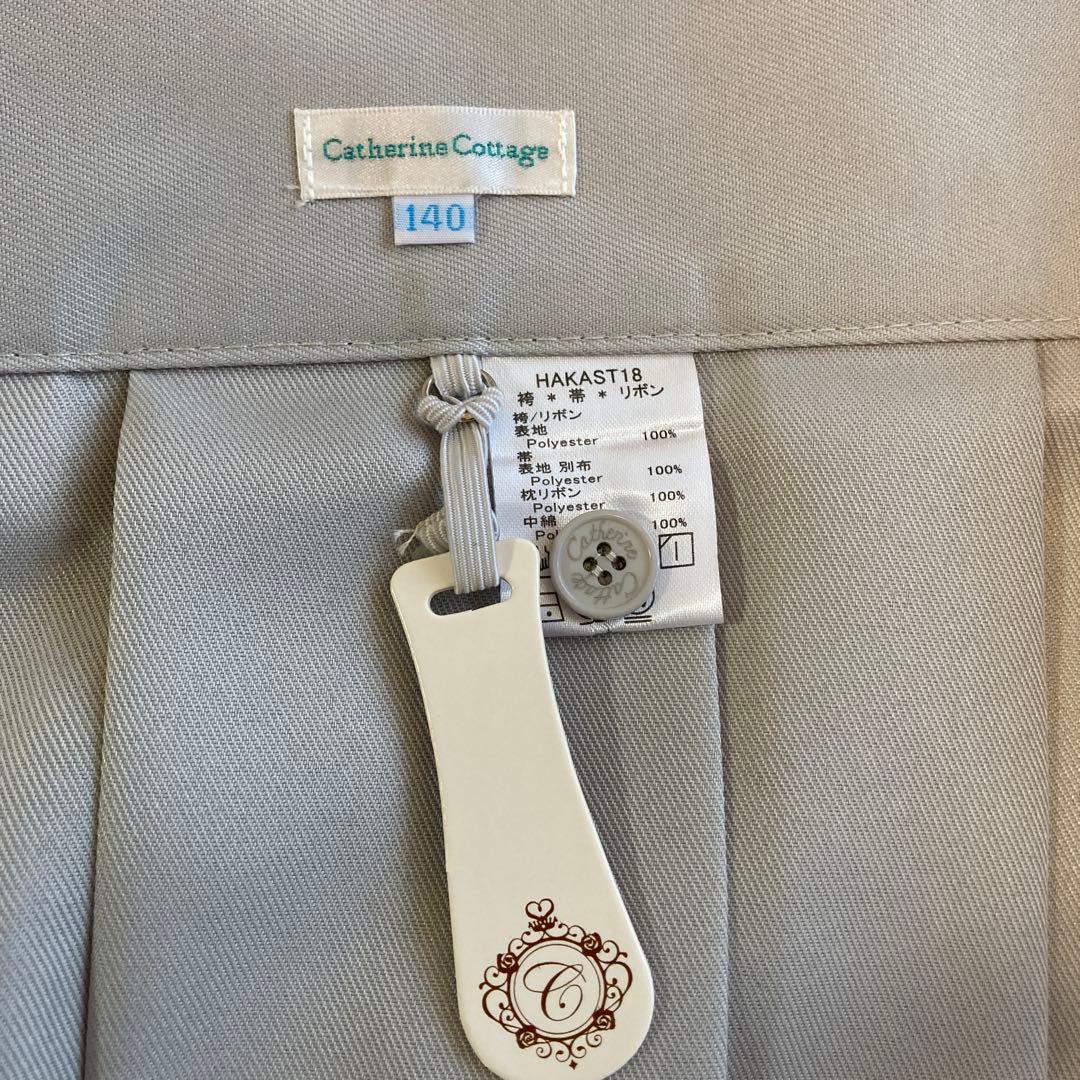 Catherine Cottage
140
HAKAST18
袴 * 帯 * リボン
袴/リボン
表地
Polyester 100%
帯
表地 別布
Polyester 100%
枕リボン
Polyester 100%
中綿
Pol 100%
Catherine Cottage
C